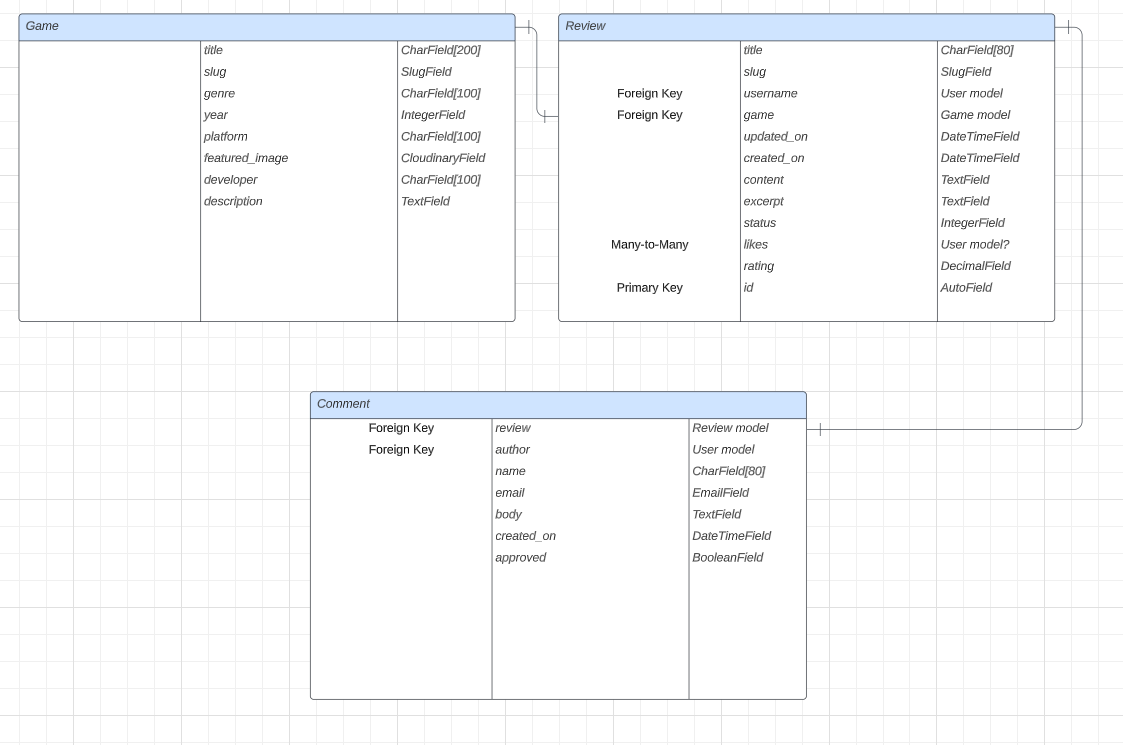 Game
title CharField[200]
slug SlugField
genre CharField[100]
year IntegerField
platform CharField[100]
featured_image CloudinaryField
developer CharField[100]
description TextField
Review
title CharField[80]
slug SlugField
Foreign Key username User model
Foreign Key game Game model
updated_on DateTimeField
created_on DateTimeField
content TextField
excerpt TextField
status IntegerField
Many-to-Many likes User model?
rating DecimalField
Primary Key id AutoField
Comment
Foreign Key review Review model
Foreign Key author User model
name CharField[80]
email EmailField
body TextField
created_on DateTimeField
approved BooleanField